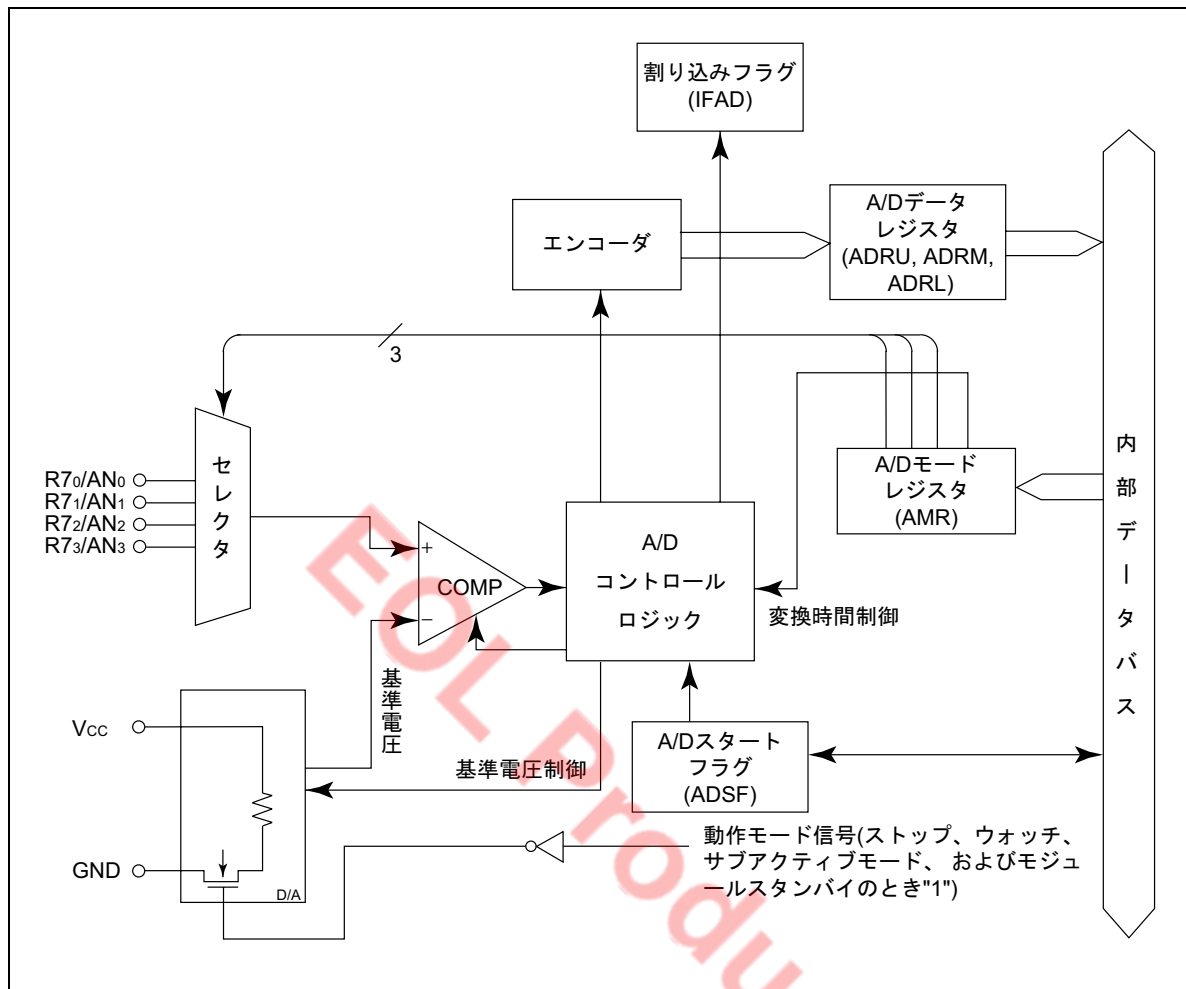 割り込みフラグ
(IFAD)
エンコーダ
A/Dデータ
レジスタ
(ADRU, ADRM,
ADRL)
3
セレクタ
R70/AN0
R71/AN1
R72/AN2
R73/AN3
A/Dモード
レジスタ
(AMR)
内部データバス
+
COMP
−
A/D
コントロール
ロジック
変換時間制御
基準電圧
VCC
GND
D/A
基準電圧制御
A/Dスタート
フラグ
(ADSF)
動作モード信号(ストップ、ウォッチ、
サブアクティブモード、 およびモジュ
ールスタンバイのとき"1")
EOL Produ